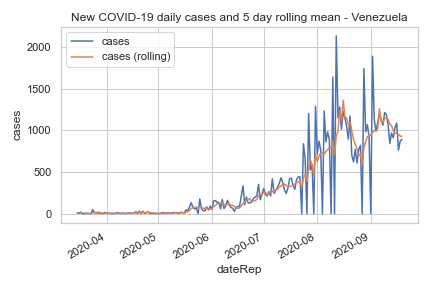 New COVID-19 daily cases and 5 day rolling mean - Venezuela
cases
cases (rolling)
2000
1500
1000
500
0
cases
2020-04
2020-05
2020-06
2020-07
2020-08
2020-09
dateRep